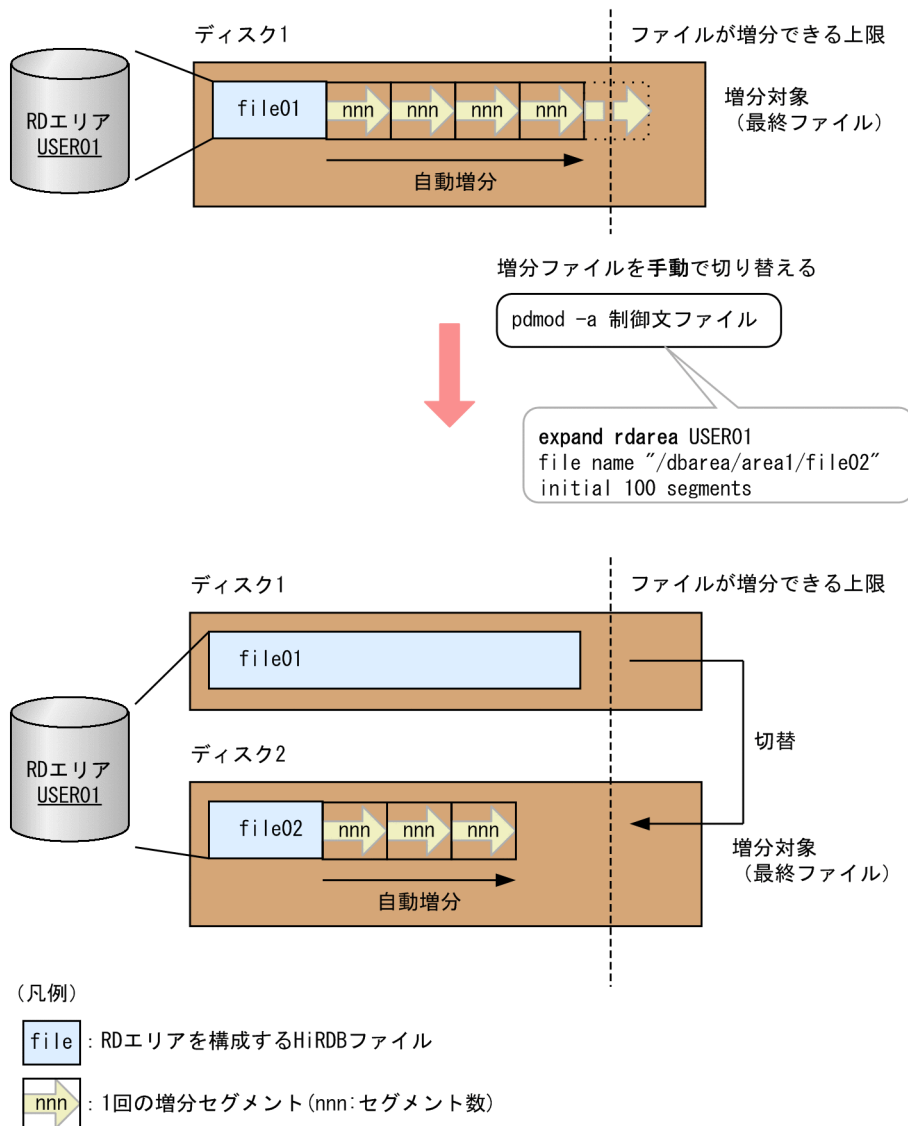 ディスク1
ファイルが増分できる上限
RDエリア
USER01
file01
nnn
nnn
nnn
nnn
増分対象
(最終ファイル)
自動増分
増分ファイルを手動で切り替える
pdmod -a 制御文ファイル
expand rdarea USER01
file name "/dbarea/area1/file02"
initial 100 segments
ディスク1
ファイルが増分できる上限
file01
切替
RDエリア
USER01
ディスク2
file02
nnn
nnn
nnn
増分対象
(最終ファイル)
自動増分
(凡例)
file : RDエリアを構成するHiRDBファイル
nnn : 1回の増分セグメント(nnn:セグメント数)